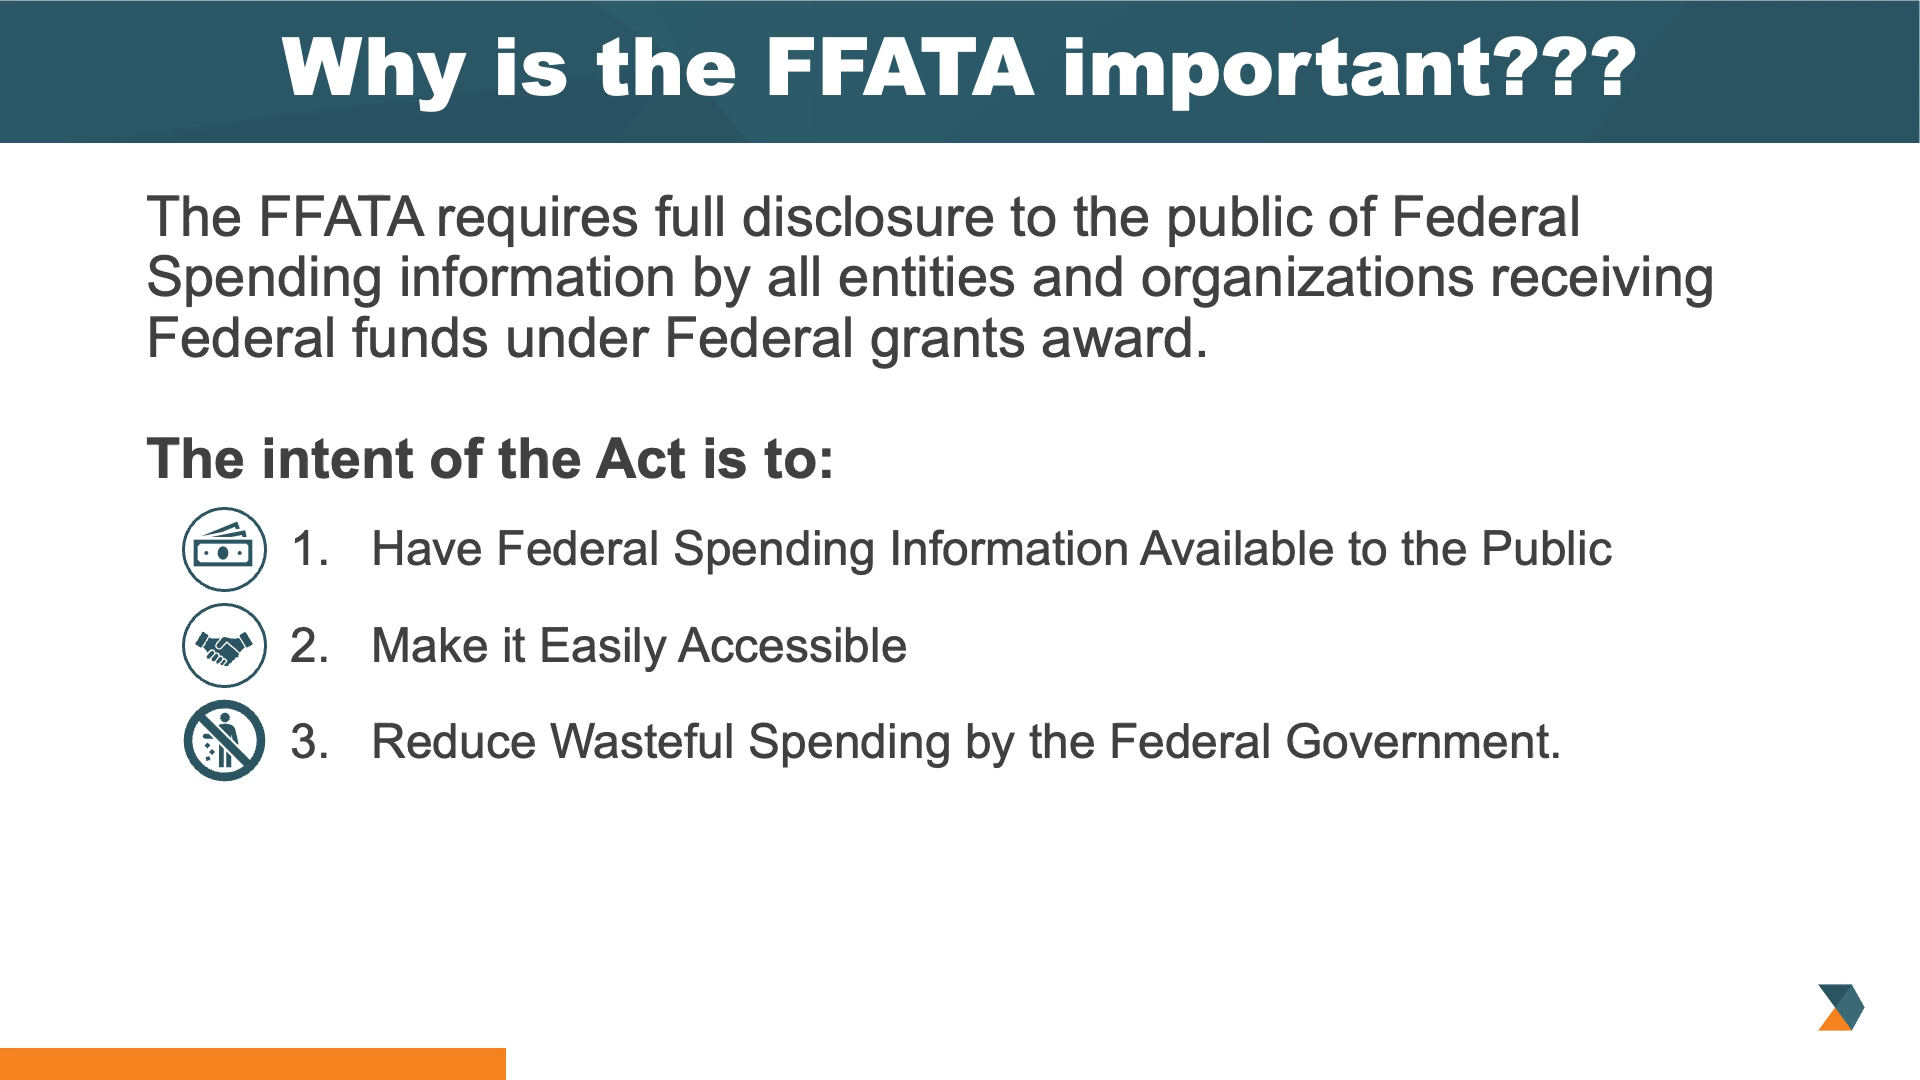 Why is the FFATA important???
The FFATA requires full disclosure to the public of Federal
Spending information by all entities and organizations receiving
Federal funds under Federal grants award.
The intent of the Act is to:
1. Have Federal Spending Information Available to the Public
2. Make it Easily Accessible
3. Reduce Wasteful Spending by the Federal Government.